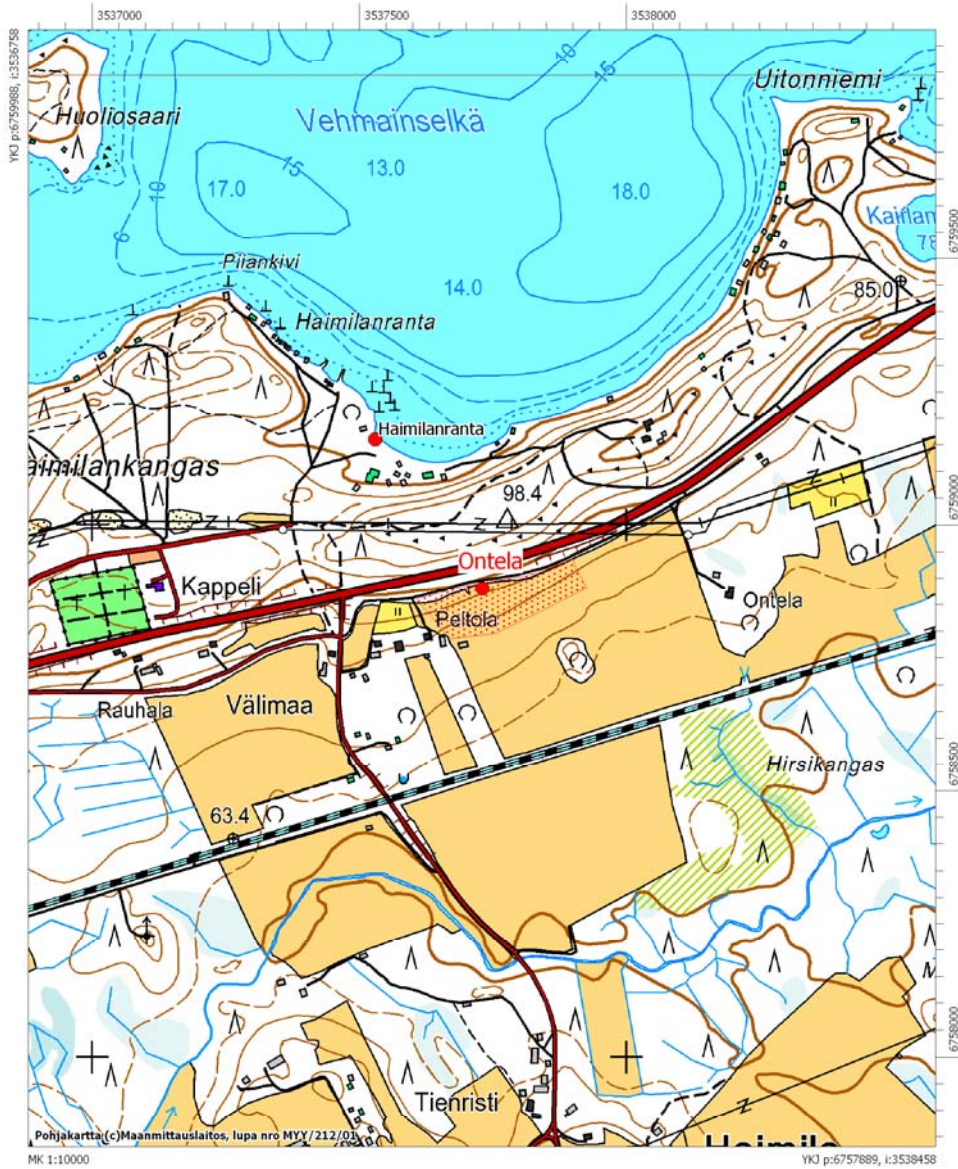 3537000
3537500
3538000
YKJ p:6759988, i:3536758
Huoliosaari
Vehmainselkä
Uitonniemi
10
15
10
15
17.0
13.0
18.0
6
Kaiflam
78
6759500
Piiankivi
14.0
85.0
Haimilanranta
Haimilanranta
aimilankangas
98.4
6759000
Ontela
Kappeli
Peltola
Ontela
Rauhala
Välimaa
Hirsikangas
6758500
63.4
6758000
Tienristi
Haimila
Pohjakartta (c)Maanmittauslaitos, lupa nro MYY/212/01
MK 1:10000
YKJ p:6757889, i:3538458